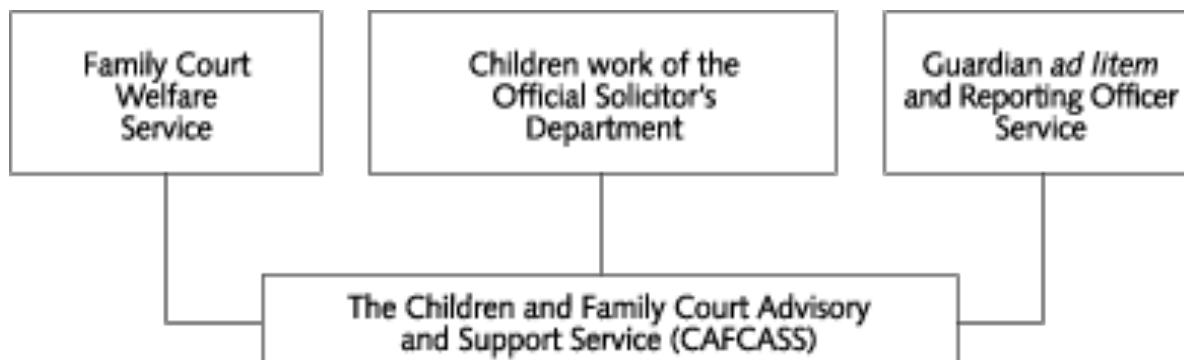 Family Court
Welfare
Service
Children work of the
Official Solicitor's
Department
Guardian ad litem
and Reporting Officer
Service
The Children and Family Court Advisory
and Support Service (CAFCASS)